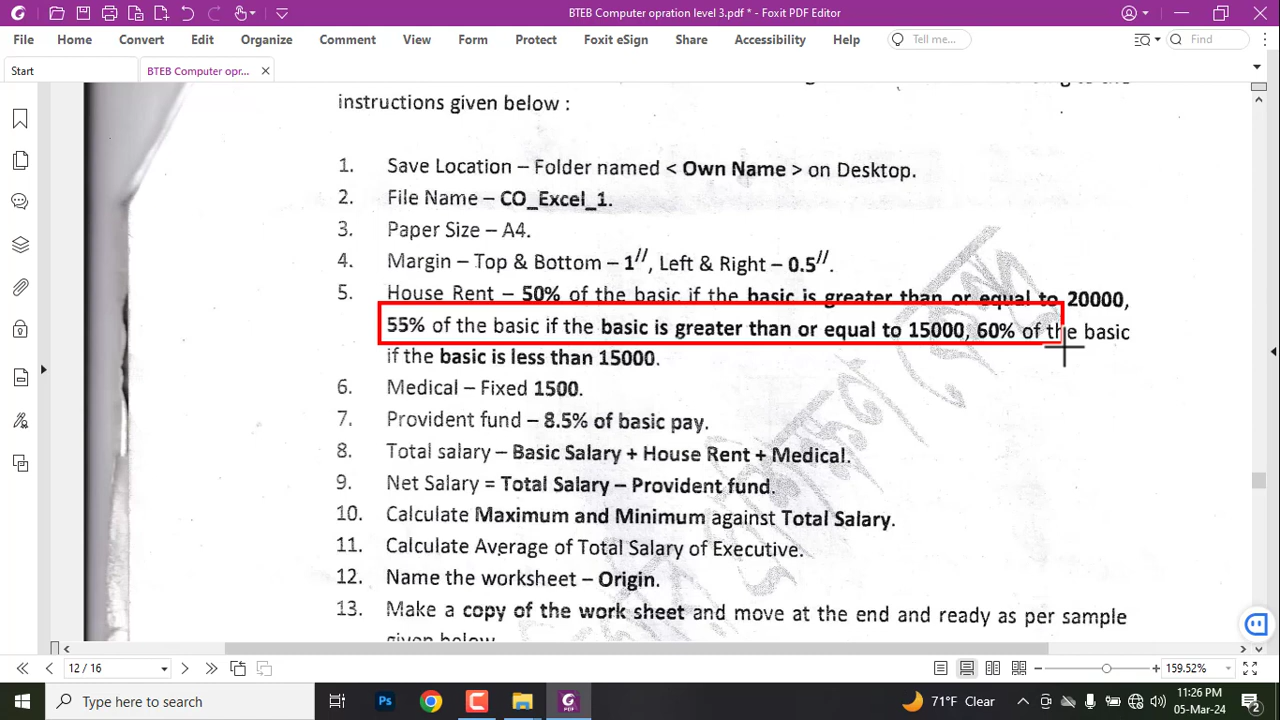 BTEB Computer opration level 3.pdf * - Foxit PDF Editor
File Home Convert Edit Organize Comment View Form Protect Foxit eSign Share Accessibility Help Tell me... Find
Start BTEB Computer opr...
instructions given below :
1. Save Location – Folder named < Own Name > on Desktop.
2. File Name – CO_Excel_1.
3. Paper Size – A4.
4. Margin – Top & Bottom – 1//, Left & Right – 0.5//.
5. House Rent – 50% of the basic if the basic is greater than or equal to 20000,
55% of the basic if the basic is greater than or equal to 15000, 60% of the basic
if the basic is less than 15000.
6. Medical – Fixed 1500.
7. Provident fund – 8.5% of basic pay.
8. Total salary – Basic Salary + House Rent + Medical.
9. Net Salary = Total Salary – Provident fund.
10. Calculate Maximum and Minimum against Total Salary.
11. Calculate Average of Total Salary of Executive.
12. Name the worksheet – Origin.
13. Make a copy of the work sheet and move at the end and ready as per sample
given below
12 / 16 159.52%
Type here to search Ps 71°F Clear 11:26 PM
05-Mar-24 2